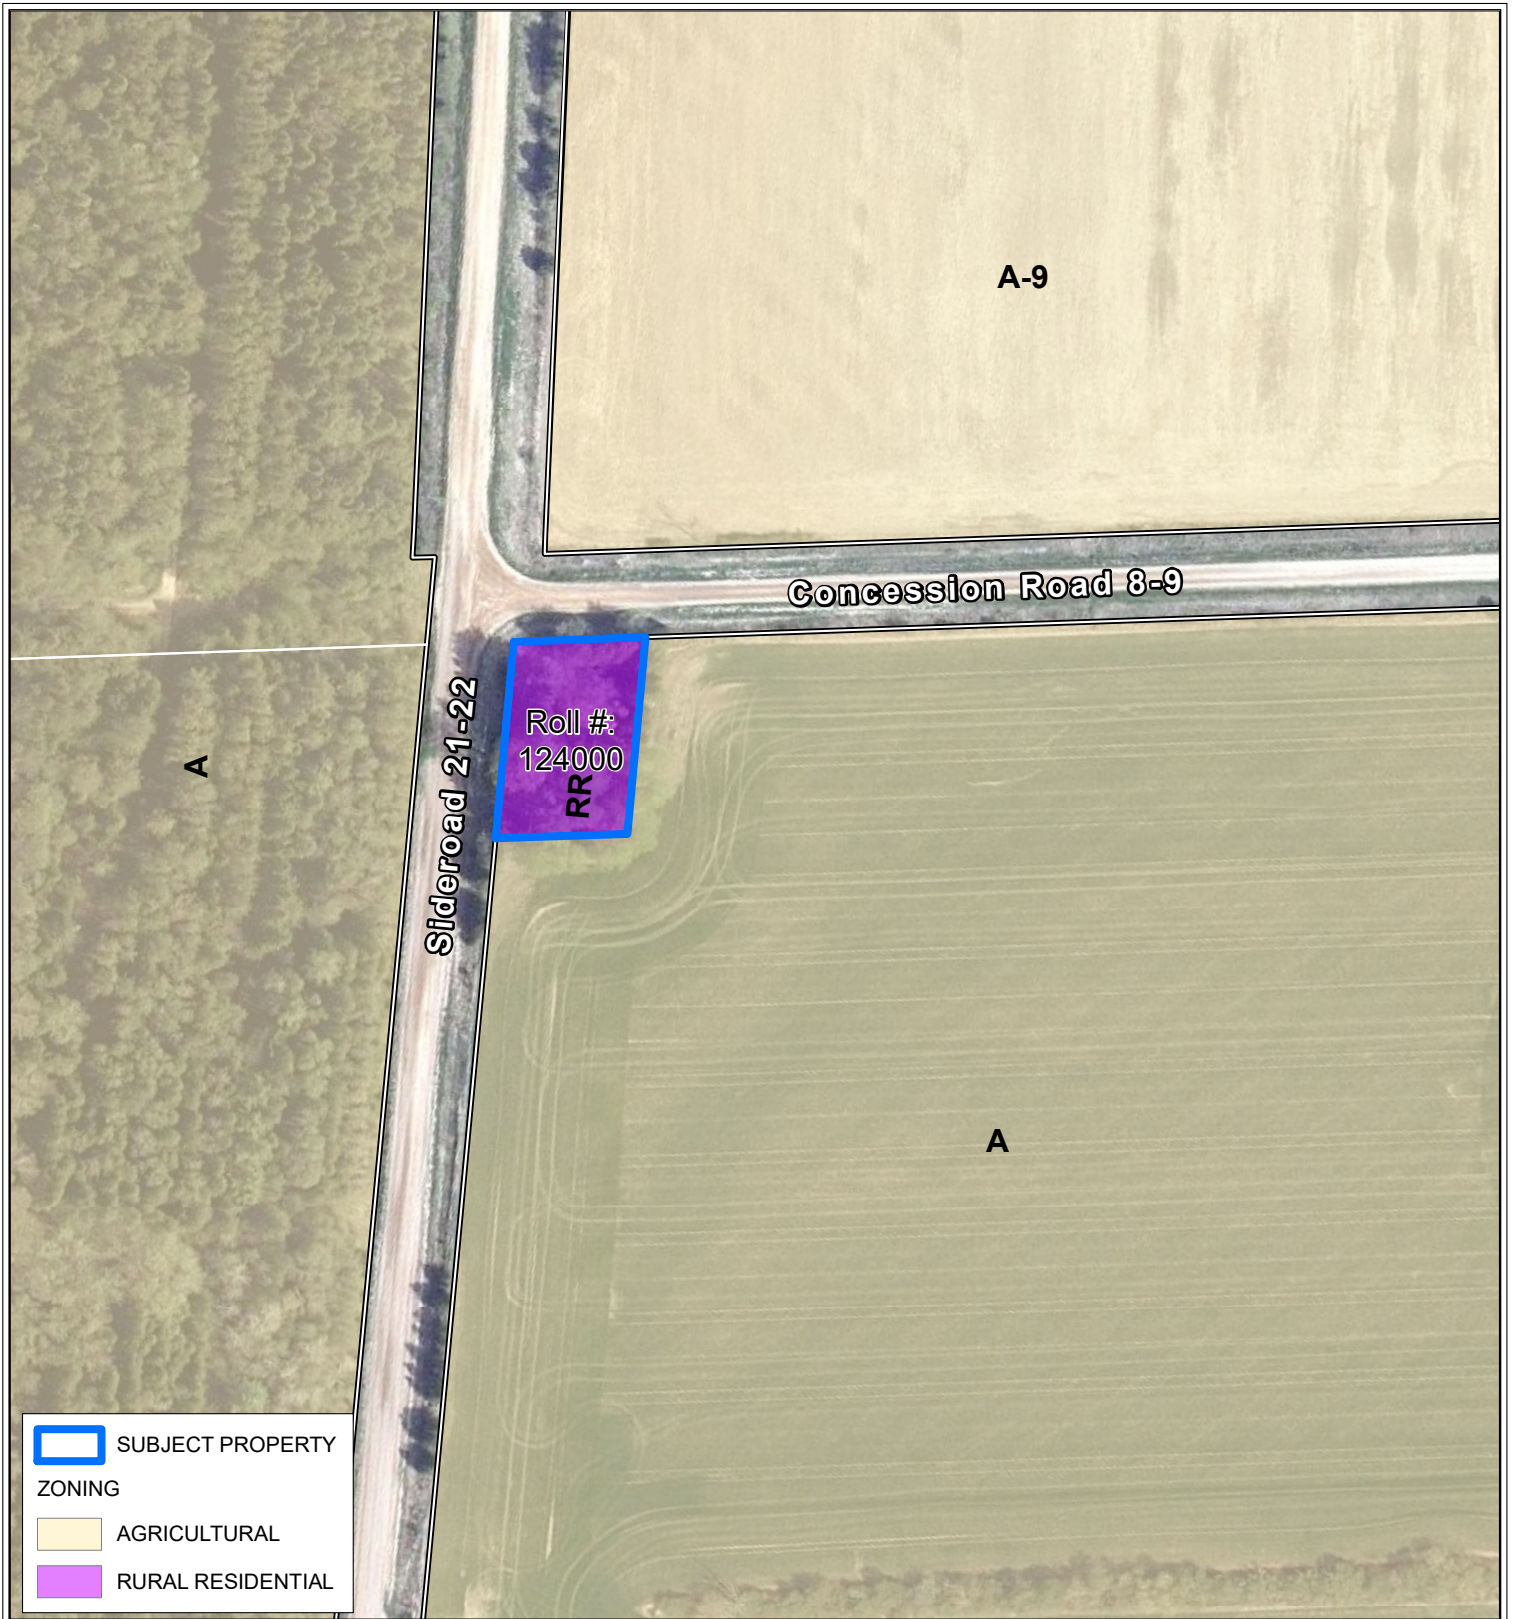 A-9
Concession Road 8-9
Sideroad 21-22
Roll #:
124000
RR
A
A
SUBJECT PROPERTY
ZONING
AGRICULTURAL
RURAL RESIDENTIAL